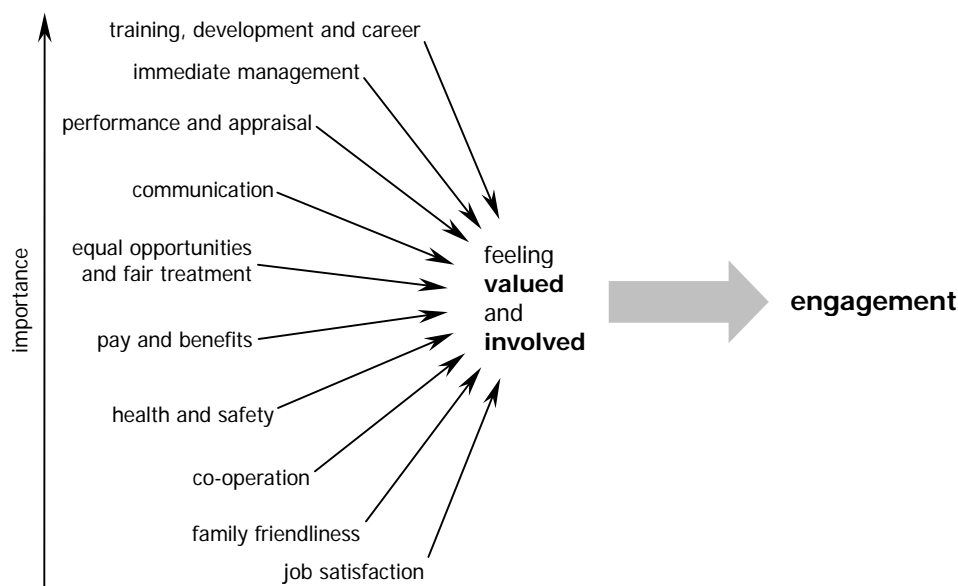 training, development and career
immediate management
performance and appraisal
communication
equal opportunities
and fair treatment
pay and benefits
health and safety
co-operation
family friendliness
job satisfaction
importance
feeling
valued
and
involved
engagement